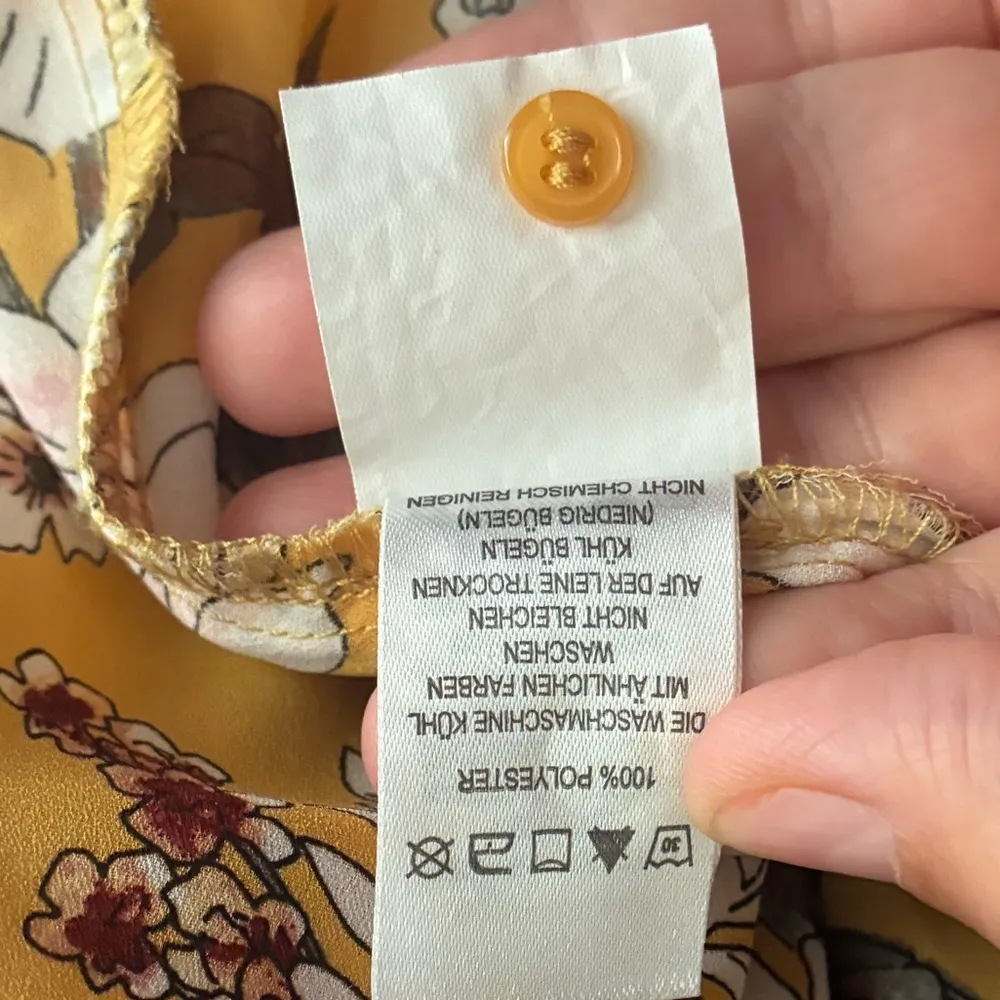 30
100% POLYESTER
DIE WASCHMASCHINE KÜHL
MIT ÄHNLICHEN FARBEN
WASCHEN
NICHT BLEICHEN
AUF DER LEINE TROCKNEN
KÜHL BÜGELN
(NIEDRIG BÜGELN)
NICHT CHEMISCH REINIGEN